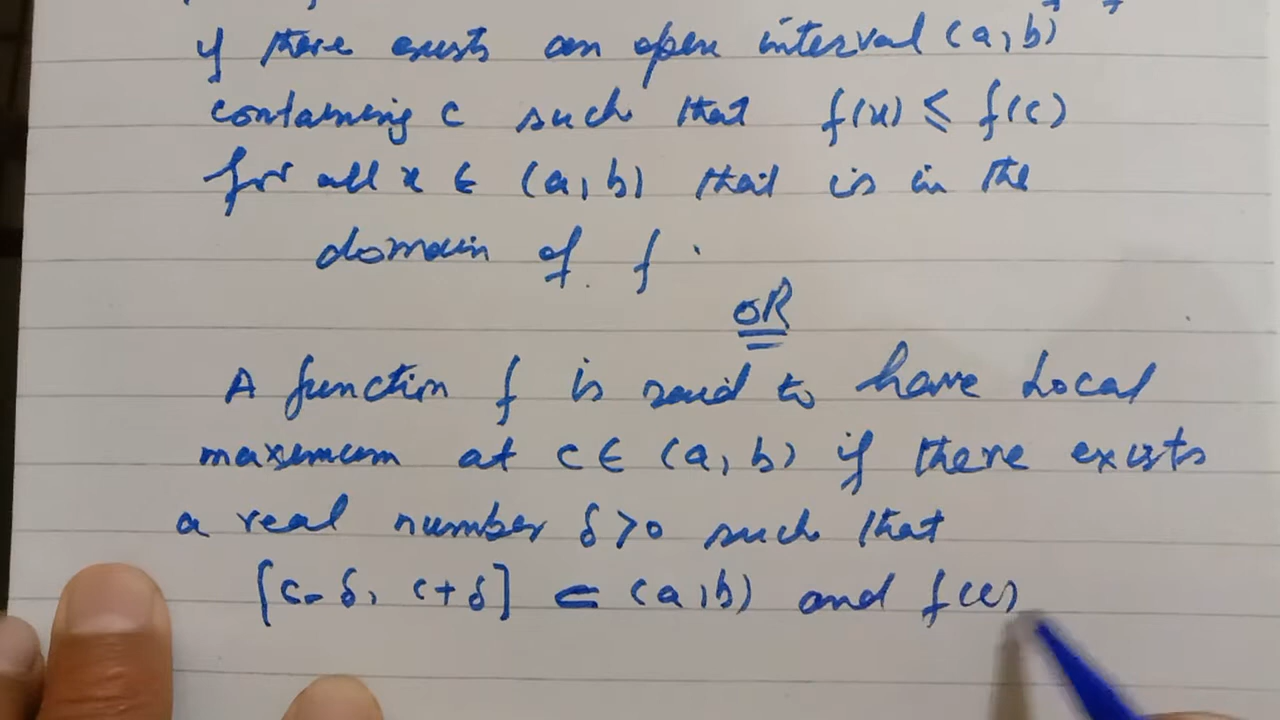 if there exists an open interval (a, b)
containing c such that f(x) ≤ f(c)
for all x ∈ (a, b) that is in the
domain of f.
OR
A function f is said to have Local
maximum at c ∈ (a, b) if there exists
a real number δ > 0 such that
[c-δ, c+δ] ⊂ (a, b) and f(c)